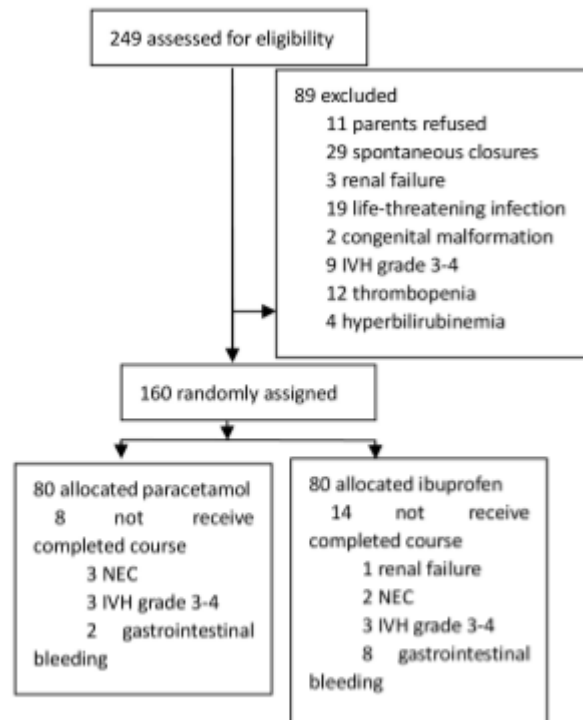 249 assessed for eligibility
89 excluded
11 parents refused
29 spontaneous closures
3 renal failure
19 life-threatening infection
2 congenital malformation
9 IVH grade 3-4
12 thrombopenia
4 hyperbilirubinemia
160 randomly assigned
80 allocated paracetamol
8 not receive
completed course
3 NEC
3 IVH grade 3-4
2 gastrointestinal
bleeding
80 allocated ibuprofen
14 not receive
completed course
1 renal failure
2 NEC
3 IVH grade 3-4
8 gastrointestinal
bleeding